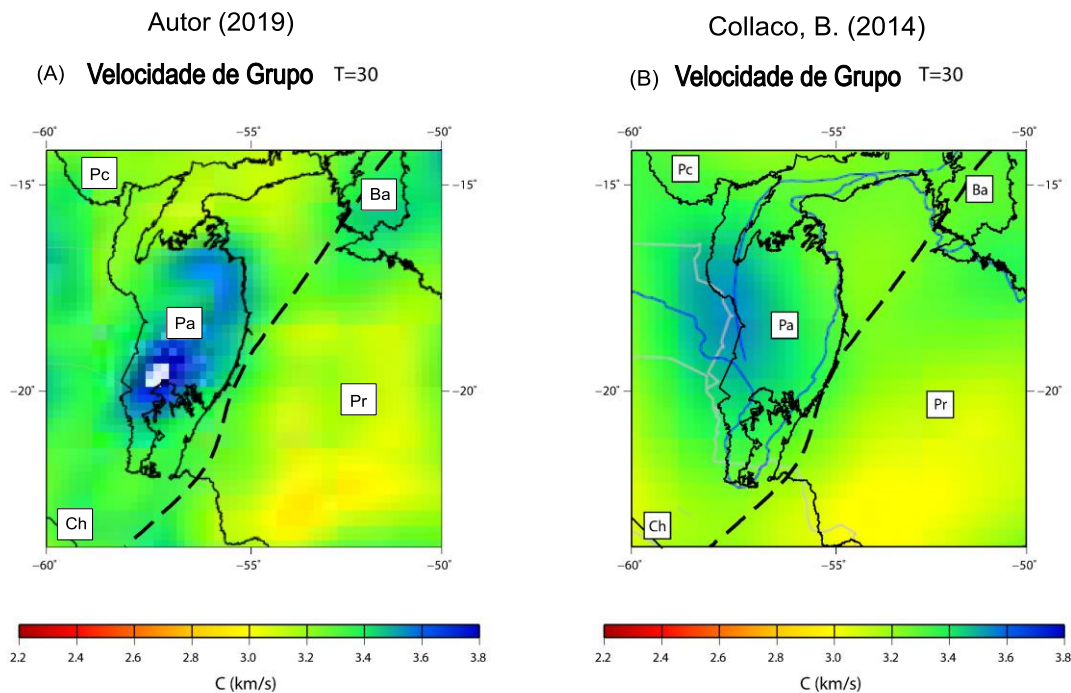 Autor (2019)
(A) Velocidade de Grupo T=30
−60˚ −55˚ −50˚
−15˚
−20˚
Pc
Ba
Pa
Pr
Ch
−60˚ −55˚ −50˚
2.2 2.4 2.6 2.8 3.0 3.2 3.4 3.6 3.8
C (km/s)
Collaco, B. (2014)
(B) Velocidade de Grupo T=30
−60˚ −55˚ −50˚
−15˚
−20˚
Pc
Ba
Pa
Pr
Ch
−60˚ −55˚ −50˚
2.2 2.4 2.6 2.8 3.0 3.2 3.4 3.6 3.8
C (km/s)